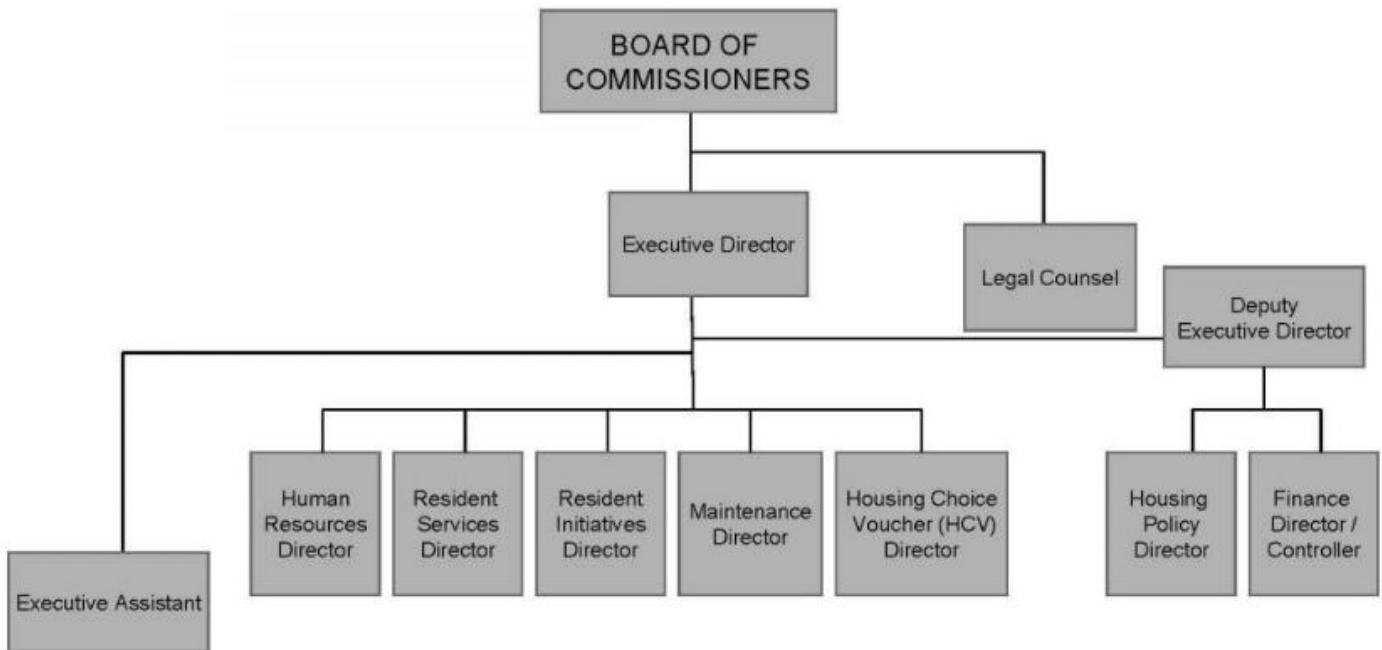 BOARD OF
COMMISSIONERS
Executive Director
Legal Counsel
Deputy
Executive Director
Human
Resources
Director
Resident
Services
Director
Resident
Initiatives
Director
Maintenance
Director
Housing Choice
Voucher (HCV)
Director
Housing
Policy
Director
Finance
Director /
Controller
Executive Assistant